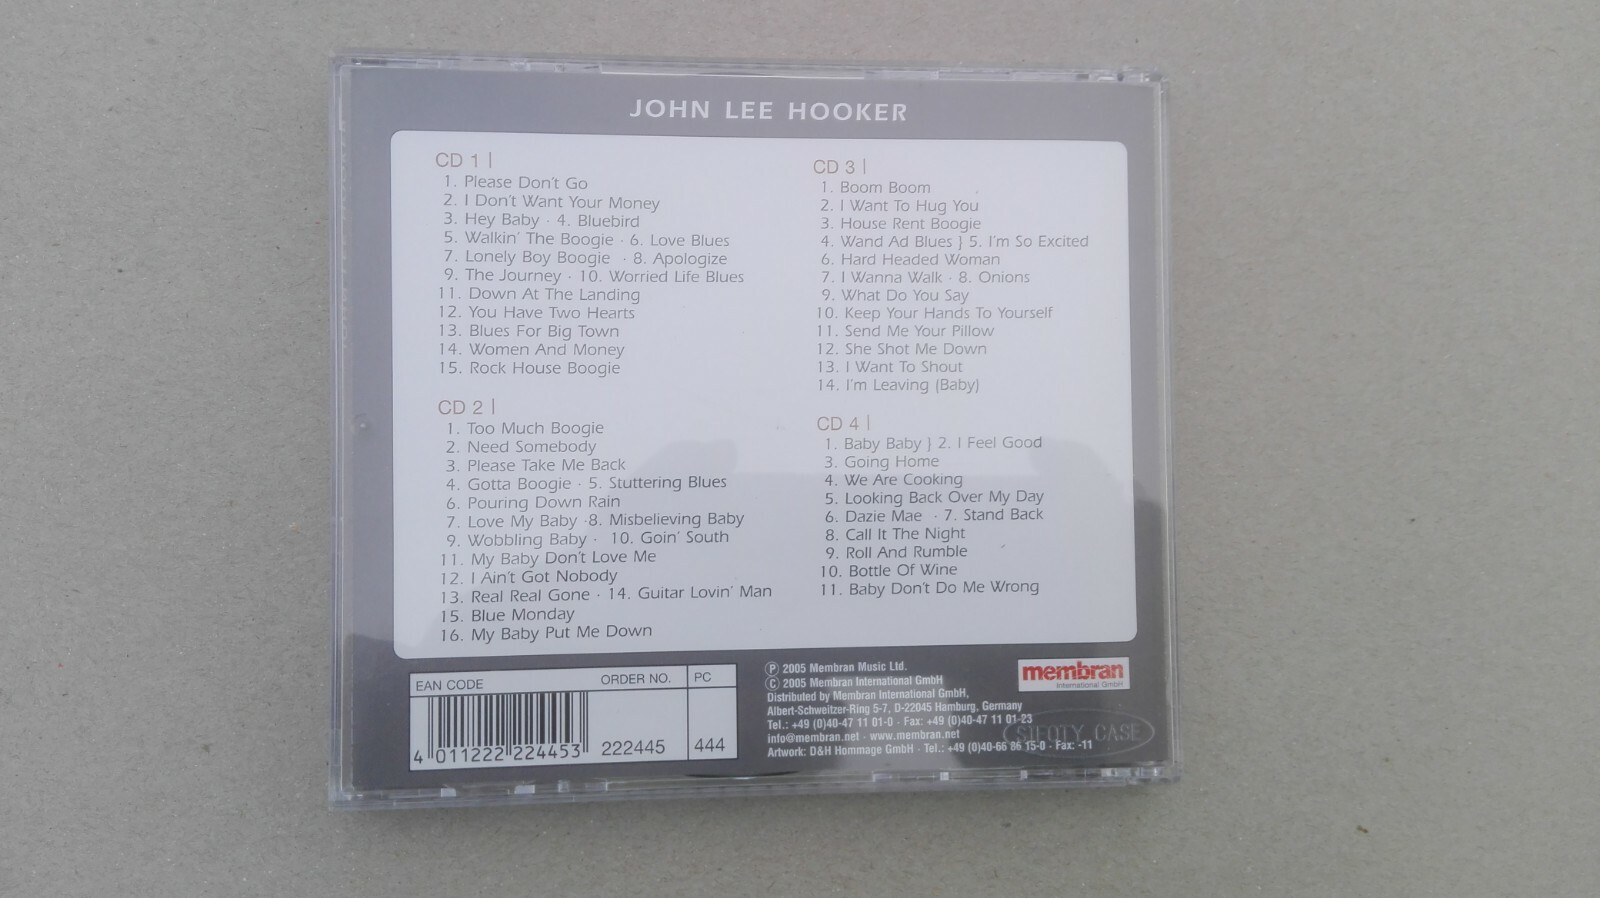 JOHN LEE HOOKER
CD 1 |
1. Please Don't Go
2. I Don't Want Your Money
3. Hey Baby · 4. Bluebird
5. Walkin' The Boogie · 6. Love Blues
7. Lonely Boy Boogie · 8. Apologize
9. The Journey · 10. Worried Life Blues
11. Down At The Landing
12. You Have Two Hearts
13. Blues For Big Town
14. Women And Money
15. Rock House Boogie
CD 2 |
1. Too Much Boogie
2. Need Somebody
3. Please Take Me Back
4. Gotta Boogie · 5. Stuttering Blues
6. Pouring Down Rain
7. Love My Baby ·8. Misbelieving Baby
9. Wobbling Baby · 10. Goin' South
11. My Baby Don't Love Me
12. I Ain't Got Nobody
13. Real Real Gone · 14. Guitar Lovin' Man
15. Blue Monday
16. My Baby Put Me Down
CD 3 |
1. Boom Boom
2. I Want To Hug You
3. House Rent Boogie
4. Wand Ad Blues } 5. I'm So Excited
6. Hard Headed Woman
7. I Wanna Walk · 8. Onions
9. What Do You Say
10. Keep Your Hands To Yourself
11. Send Me Your Pillow
12. She Shot Me Down
13. I Want To Shout
14. I'm Leaving (Baby)
CD 4 |
1. Baby Baby } 2. I Feel Good
3. Going Home
4. We Are Cooking
5. Looking Back Over My Day
6. Dazie Mae · 7. Stand Back
8. Call It The Night
9. Roll And Rumble
10. Bottle Of Wine
11. Baby Don't Do Me Wrong
EAN CODE ORDER NO. PC
4 011222 224453 222445 444
℗ 2005 Membran Music Ltd.
© 2005 Membran International GmbH
Distributed by Membran International GmbH,
Albert-Schweitzer-Ring 5-7, D-22045 Hamburg, Germany
Tel.: +49 (0)40-47 11 01-0 · Fax: +49 (0)40-47 11 01-23
info@membran.net · www.membran.net
Artwork: D&H Hommage GmbH · Tel.: +49 (0)40-66 86 15-0 · Fax: -11
membran
International GmbH
CASE